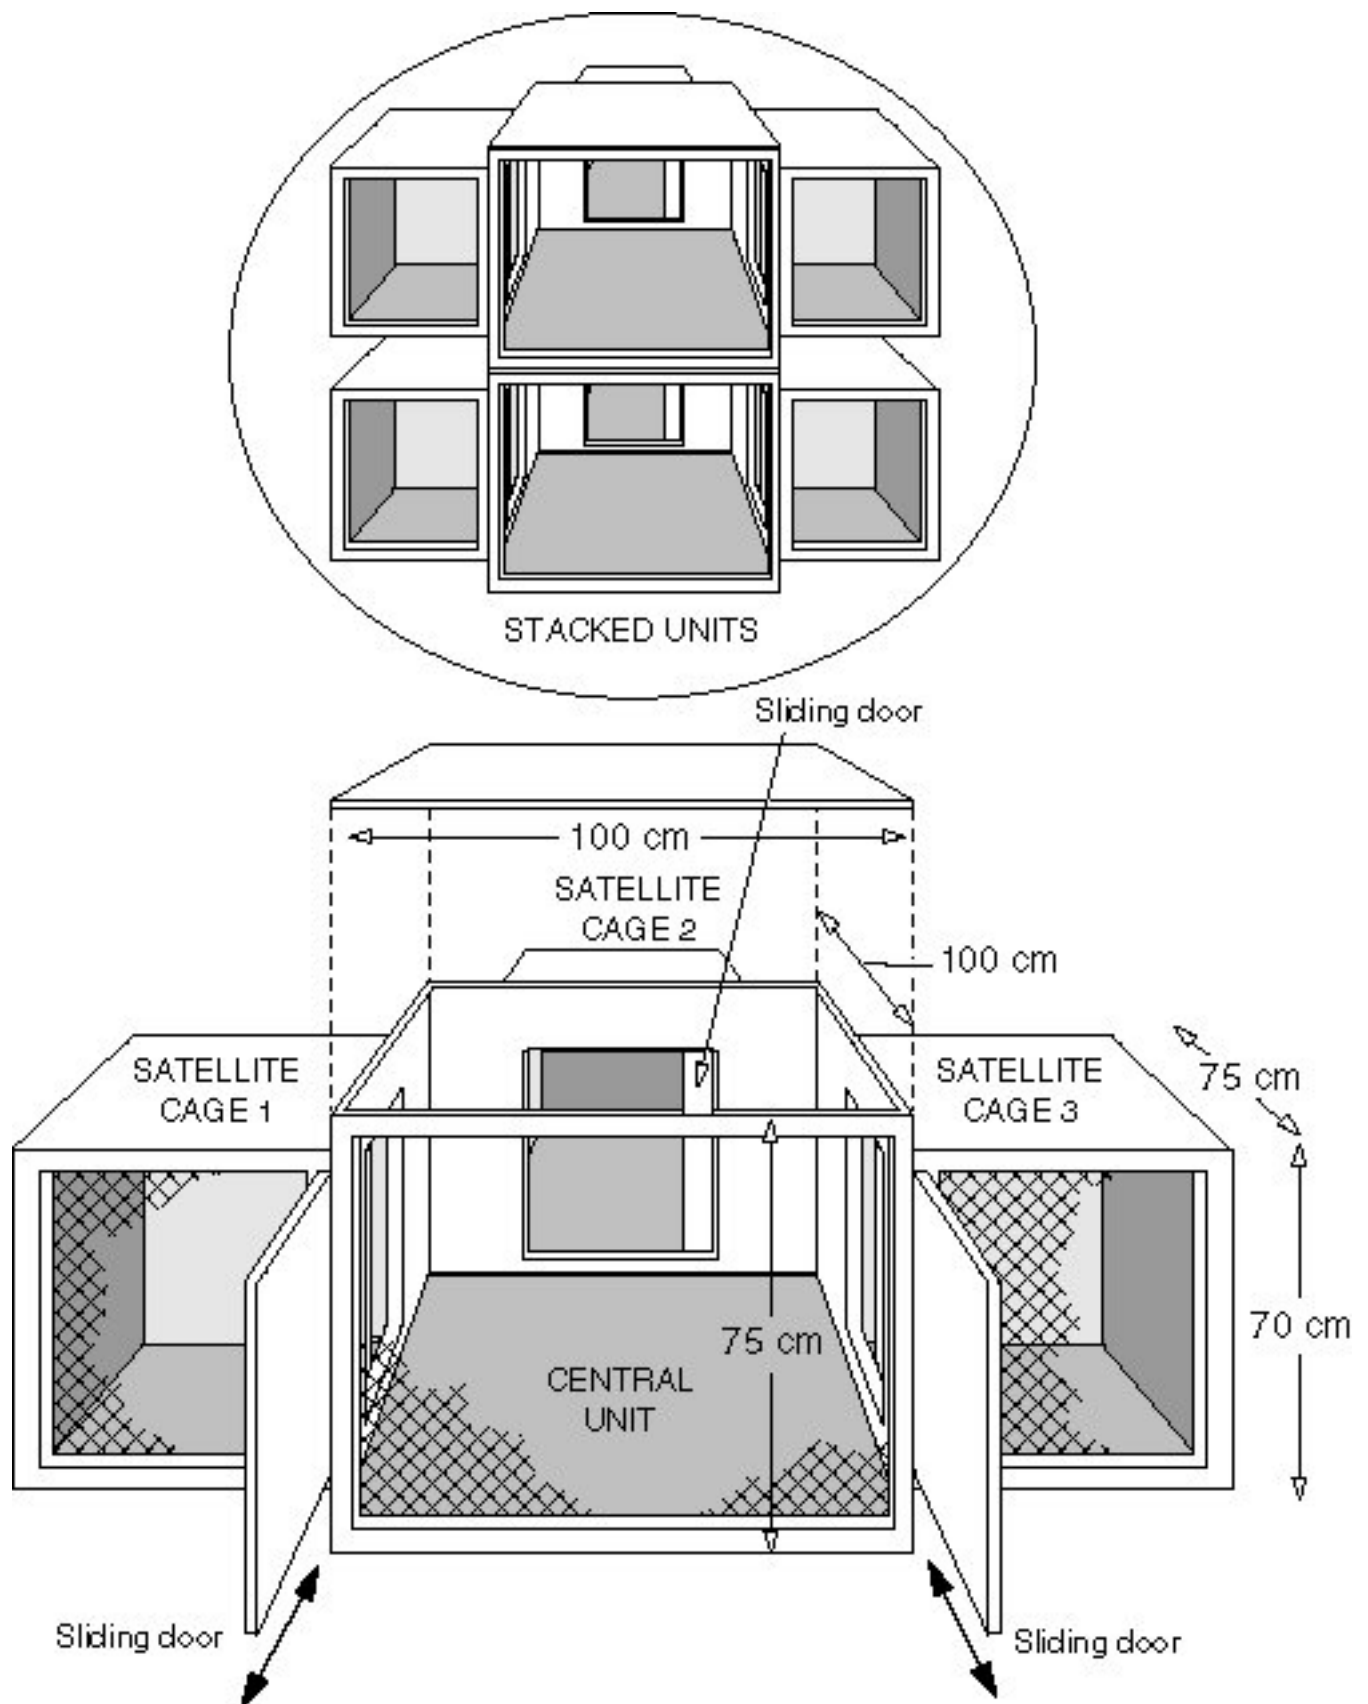 STACKED UNITS
Sliding door
100 cm
SATELLITE
CAGE 2
100 cm
SATELLITE
CAGE 1
SATELLITE
CAGE 3
75 cm
70 cm
75 cm
CENTRAL
UNIT
Sliding door
Sliding door